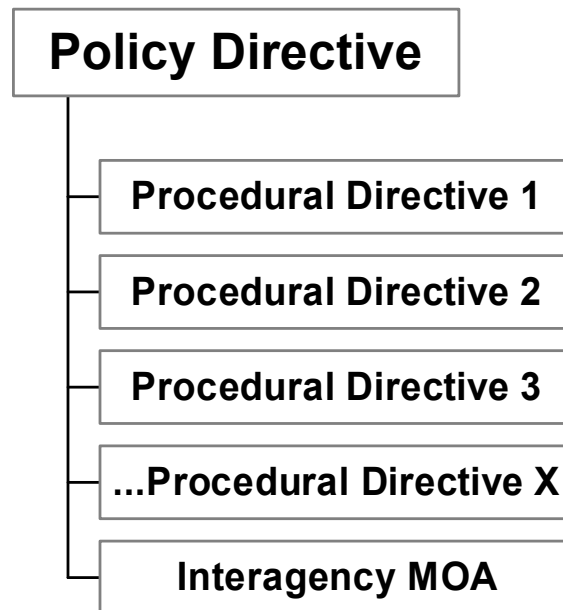 Policy Directive
Procedural Directive 1
Procedural Directive 2
Procedural Directive 3
...Procedural Directive X
Interagency MOA